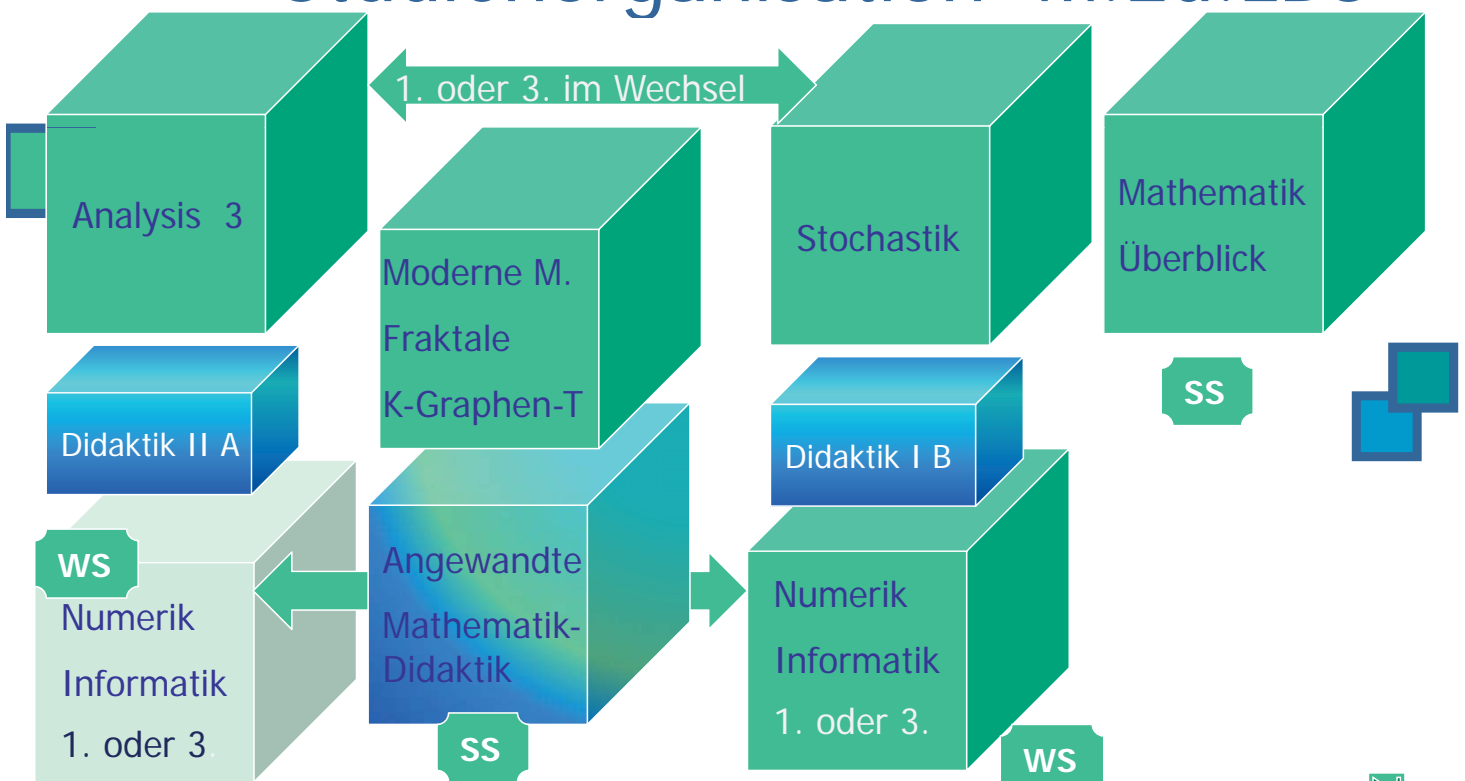 1. oder 3. im Wechsel
Analysis 3
Moderne M.
Fraktale
K-Graphen-T
Stochastik
Mathematik
Überblick
SS
Didaktik II A
Didaktik I B
WS
Numerik
Informatik
1. oder 3.
Angewandte
Mathematik-
Didaktik
SS
Numerik
Informatik
1. oder 3.
WS